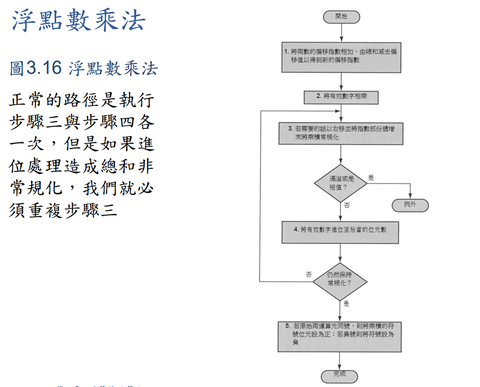 浮點數乘法
圖3.16 浮點數乘法
正常的路徑是執行
步驟三與步驟四各
一次，但是如果進
位處理造成總和非
常規化，我們就必
須重複步驟三
開始
1. 將兩數的偏移指數相加，由總和減去偏
移值以得到新的偏移指數
2. 將有效數字相乘
3. 若需要的話以右移並將指數部份遞增
來將乘積常規化
滿溢或是
短值？
是
例外
否
4. 將有效數字進位至恰當的位元數
否
仍然保持
常規化？
是
5. 若原始兩運算元同號，則將乘積的符
號位元設為正；若異號則將符號設為
負
完成